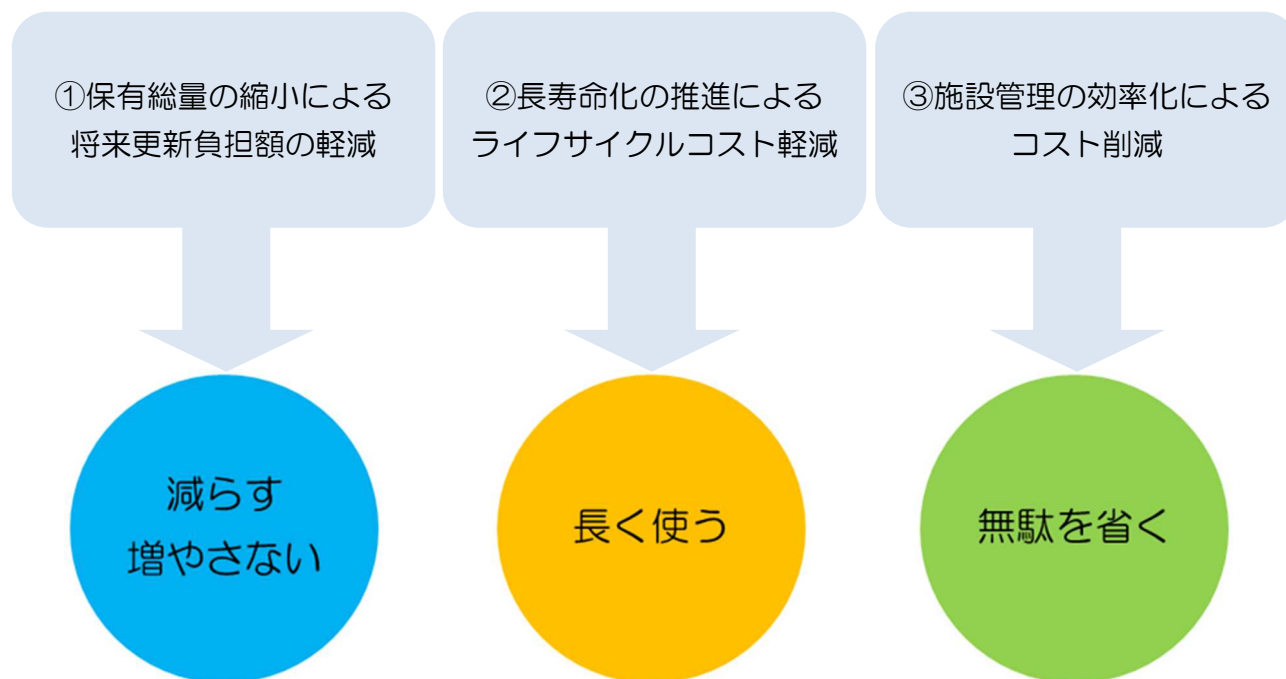 ①保有総量の縮小による
将来更新負担額の軽減
②長寿命化の推進による
ライフサイクルコスト軽減
③施設管理の効率化による
コスト削減
減らす
増やさない
長く使う
無駄を省く